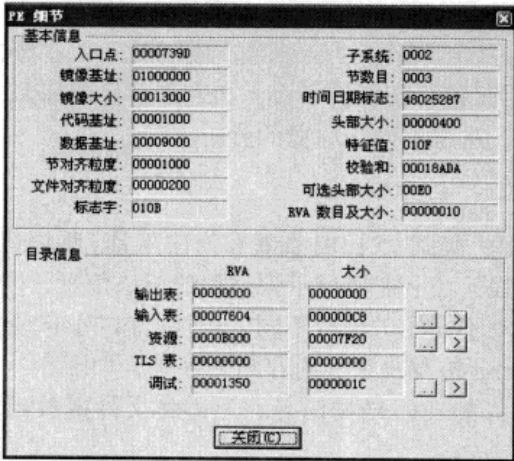 PE 细节
基本信息
入口点: 0000739D
镜像基址: 01000000
镜像大小: 00013000
代码基址: 00001000
数据基址: 00009000
节对齐粒度: 00001000
文件对齐粒度: 00000200
标志字: 010B
子系统: 0002
节数目: 0003
时间日期标志: 48025287
头部大小: 00000400
特征值: 010F
校验和: 00018ADA
可选头部大小: 00E0
RVA 数目及大小: 00000010
目录信息
RVA 大小
输出表: 00000000 00000000
输入表: 00007604 000000C8 .. >
资源: 0000B000 00007F20 .. >
TLS 表: 00000000 00000000
调试: 00001350 0000001C .. >
关闭(C)